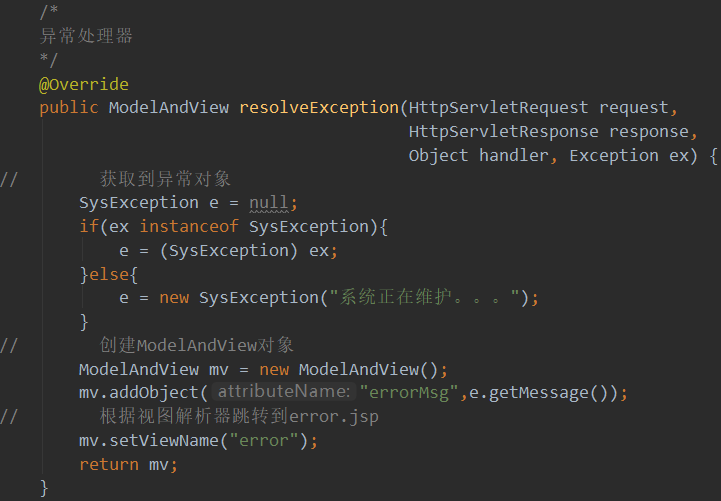 /*
异常处理器
*/
@Override
public ModelAndView resolveException(HttpServletRequest request,
HttpServletResponse response,
Object handler, Exception ex) {
// 获取到异常对象
SysException e = null;
if(ex instanceof SysException){
e = (SysException) ex;
}else{
e = new SysException("系统正在维护。。。");
}
// 创建ModelAndView对象
ModelAndView mv = new ModelAndView();
mv.addObject( attributeName: "errorMsg",e.getMessage());
// 根据视图解析器跳转到error.jsp
mv.setViewName("error");
return mv;
}